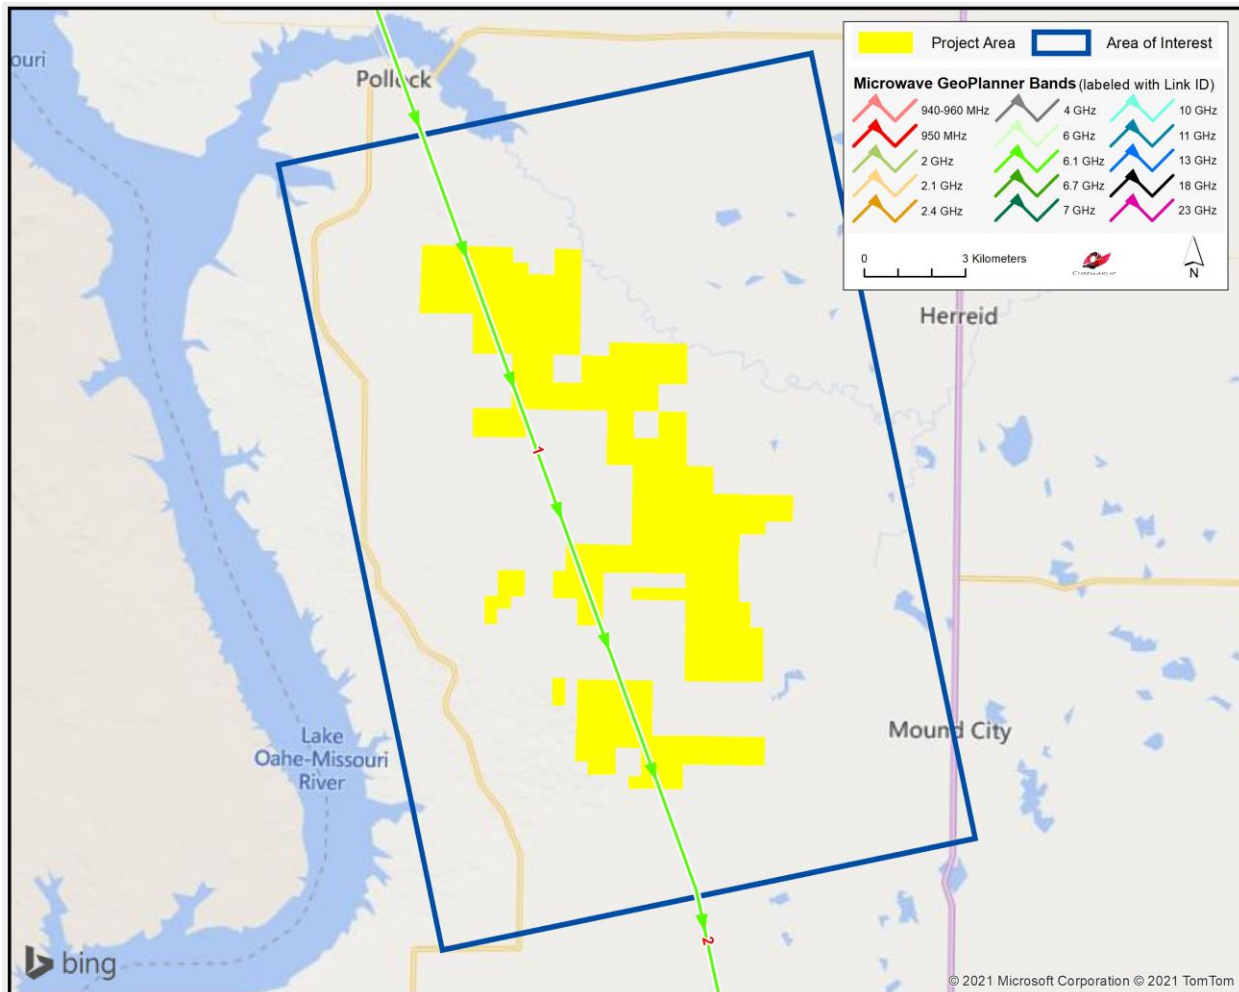 ouri
Pollock
Project Area
Area of Interest
Microwave GeoPlanner Bands (labeled with Link ID)
940-960 MHz
4 GHz
10 GHz
950 MHz
6 GHz
11 GHz
2 GHz
6.1 GHz
13 GHz
2.1 GHz
6.7 GHz
18 GHz
2.4 GHz
7 GHz
23 GHz
0
3 Kilometers
N
Herreid
1
Mound City
Lake
Oahe-Missouri
River
2
bing
© 2021 Microsoft Corporation © 2021 TomTom